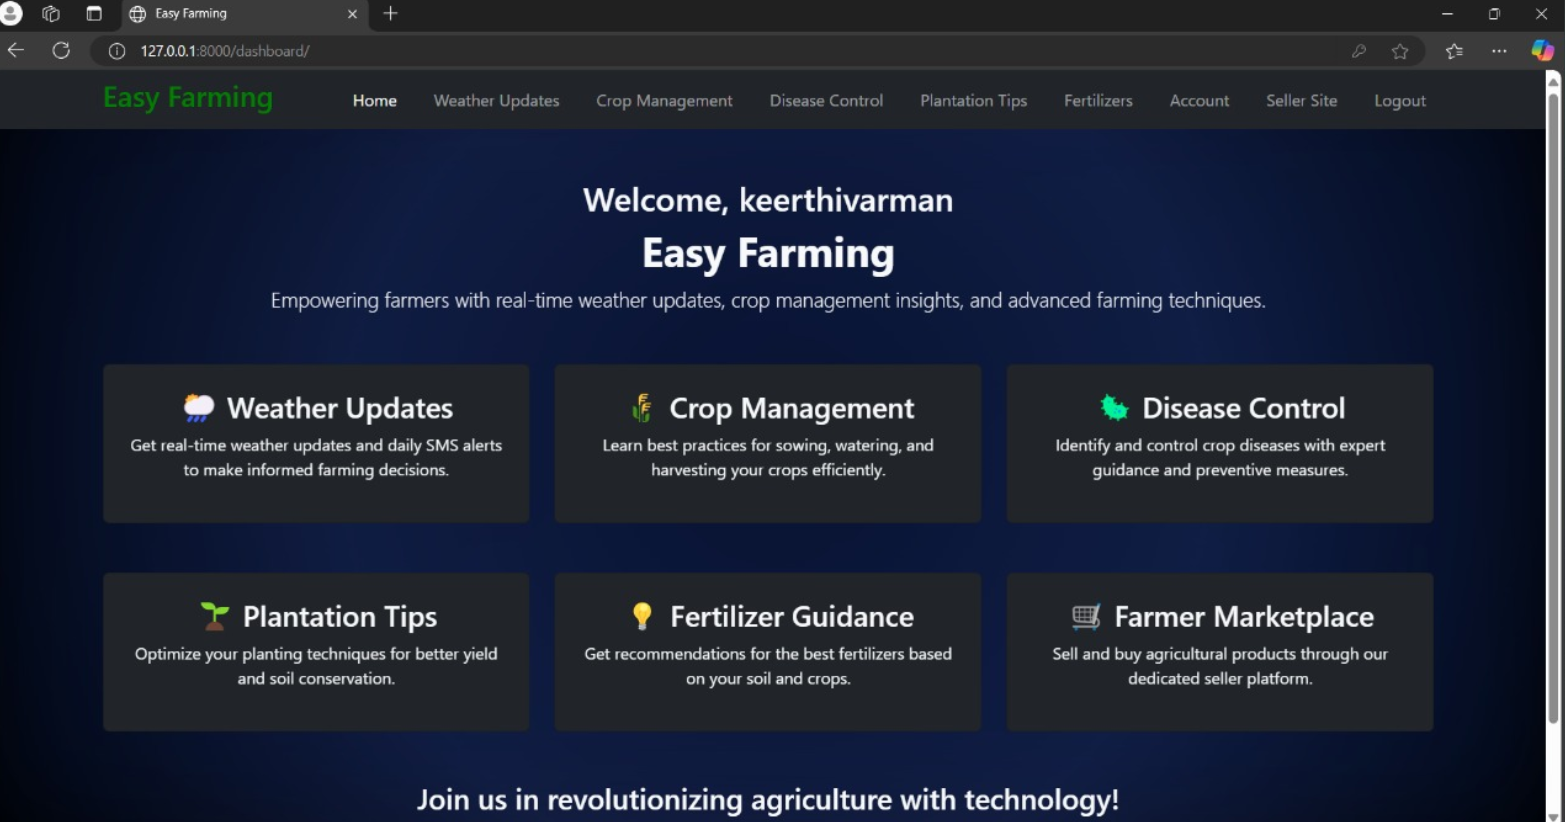 Easy Farming
127.0.0.1:8000/dashboard/
Easy Farming
Home Weather Updates Crop Management Disease Control Plantation Tips Fertilizers Account Seller Site Logout
Welcome, keerthivarman
Easy Farming
Empowering farmers with real-time weather updates, crop management insights, and advanced farming techniques.
Weather Updates
Get real-time weather updates and daily SMS alerts
to make informed farming decisions.
Crop Management
Learn best practices for sowing, watering, and
harvesting your crops efficiently.
Disease Control
Identify and control crop diseases with expert
guidance and preventive measures.
Plantation Tips
Optimize your planting techniques for better yield
and soil conservation.
Fertilizer Guidance
Get recommendations for the best fertilizers based
on your soil and crops.
Farmer Marketplace
Sell and buy agricultural products through our
dedicated seller platform.
Join us in revolutionizing agriculture with technology!